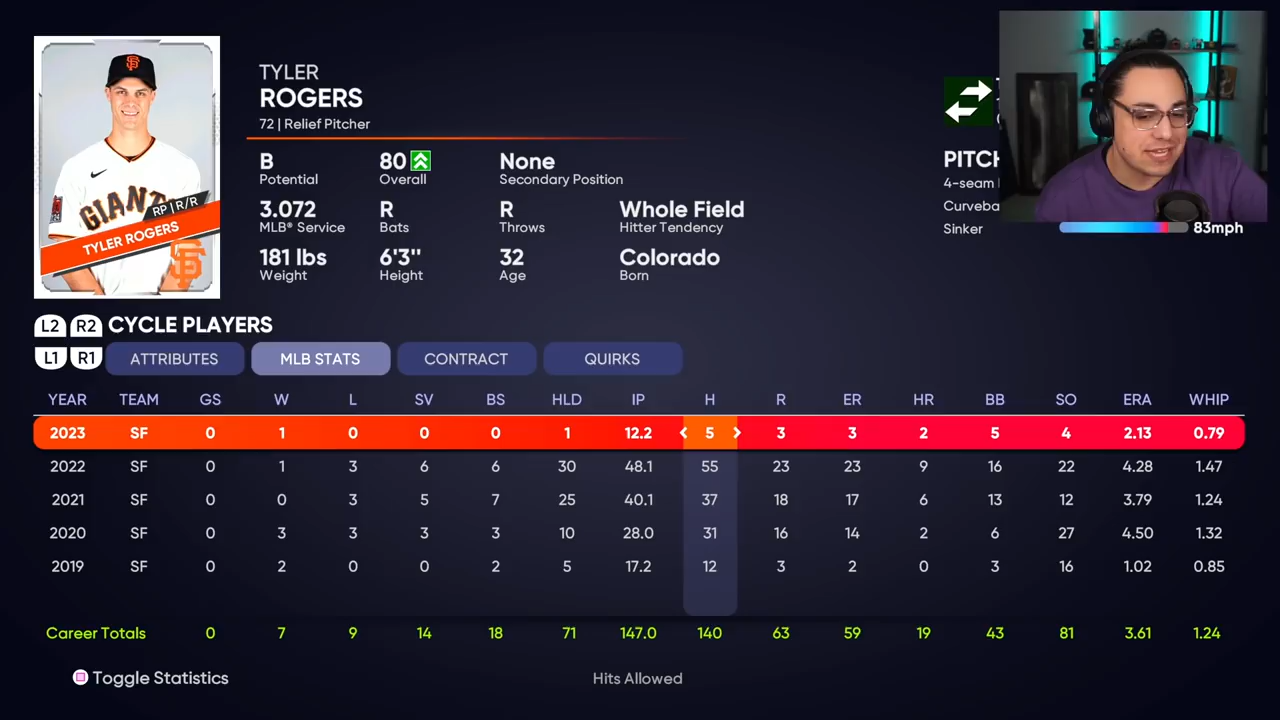 TYLER
ROGERS
72 | Relief Pitcher
B
Potential
80
Overall
None
Secondary Position
3.072
MLB® Service
R
Bats
R
Throws
Whole Field
Hitter Tendency
181 lbs
Weight
6'3"
Height
32
Age
Colorado
Born
GIANT
RP | R/R
TYLER ROGERS
PITCH
4-seam
Curveba
Sinker
83mph
L2 R2 CYCLE PLAYERS
L1 R1 ATTRIBUTES MLB STATS CONTRACT QUIRKS
YEAR TEAM GS W L SV BS HLD IP H R ER HR BB SO ERA WHIP
2023 SF 0 1 0 0 0 1 12.2 5 3 3 2 5 4 2.13 0.79
2022 SF 0 1 3 6 6 30 48.1 55 23 23 9 16 22 4.28 1.47
2021 SF 0 0 3 5 7 25 40.1 37 18 17 6 13 12 3.79 1.24
2020 SF 0 3 3 3 3 10 28.0 31 16 14 2 6 27 4.50 1.32
2019 SF 0 2 0 0 2 5 17.2 12 3 2 0 3 16 1.02 0.85
Career Totals 0 7 9 14 18 71 147.0 140 63 59 19 43 81 3.61 1.24
Toggle Statistics
Hits Allowed